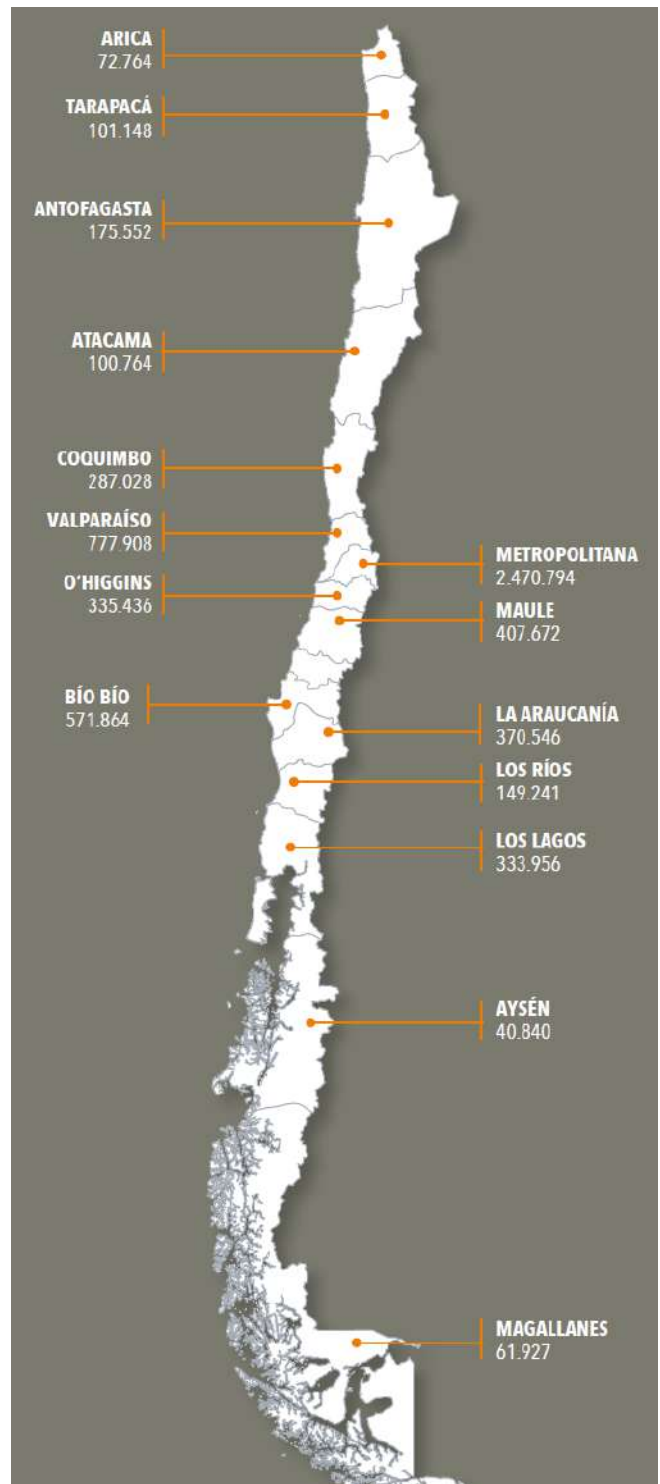 ARICA
72.764
TARAPACÁ
101.148
ANTOFAGASTA
175.552
ATACAMA
100.764
COQUIMBO
287.028
VALPARAÍSO
777.908
METROPOLITANA
2.470.794
O'HIGGINS
335.436
MAULE
407.672
BÍO BÍO
571.864
LA ARAUCANÍA
370.546
LOS RÍOS
149.241
LOS LAGOS
333.956
AYSÉN
40.840
MAGALLANES
61.927